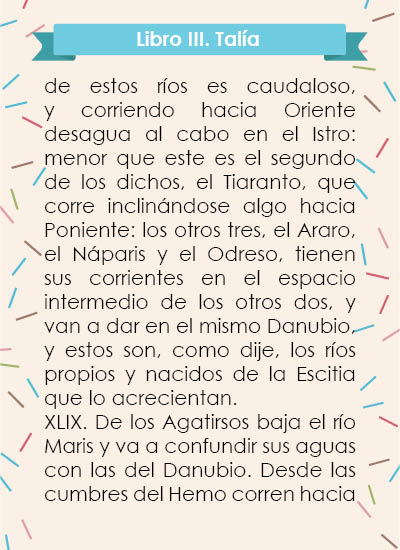 Libro III. Talía
de estos ríos es caudaloso,
y corriendo hacia Oriente
desagua al cabo en el Istro:
menor que este es el segundo
de los dichos, el Tiaranto, que
corre inclinándose algo hacia
Poniente: los otros tres, el Araro,
el Náparis y el Odreso, tienen
sus corrientes en el espacio
intermedio de los otros dos, y
van a dar en el mismo Danubio,
y estos son, como dije, los ríos
propios y nacidos de la Escitia
que lo acrecientan.
XLIX. De los Agatirsos baja el río
Maris y va a confundir sus aguas
con las del Danubio. Desde las
cumbres del Hemo corren hacia